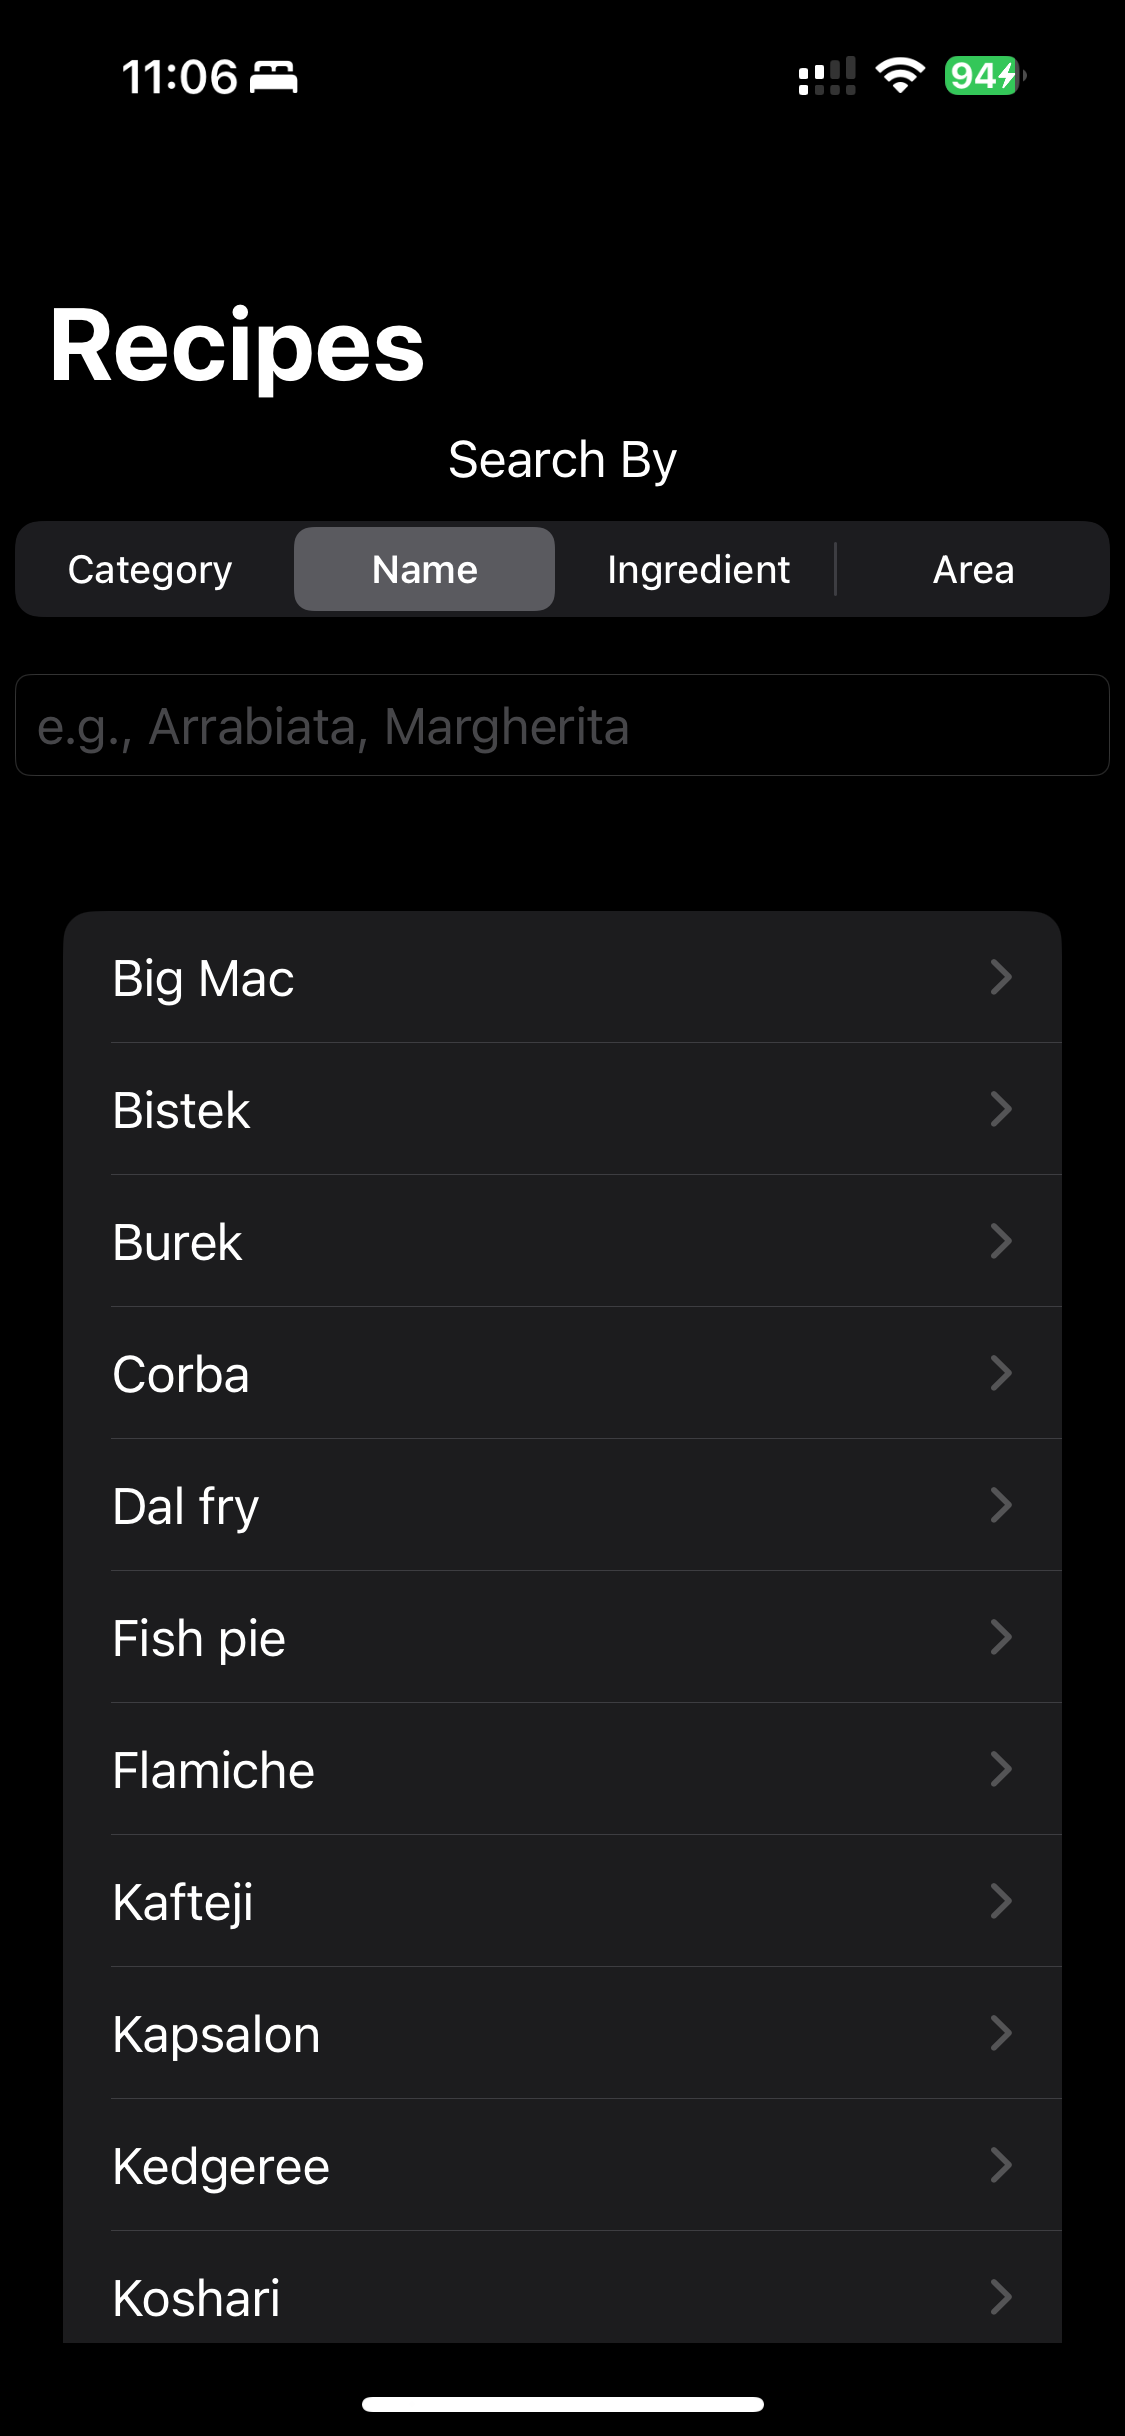 11:06
94
Recipes
Search By
Category Name Ingredient Area
e.g., Arrabiata, Margherita
Big Mac
Bistek
Burek
Corba
Dal fry
Fish pie
Flamiche
Kafteji
Kapsalon
Kedgeree
Koshari